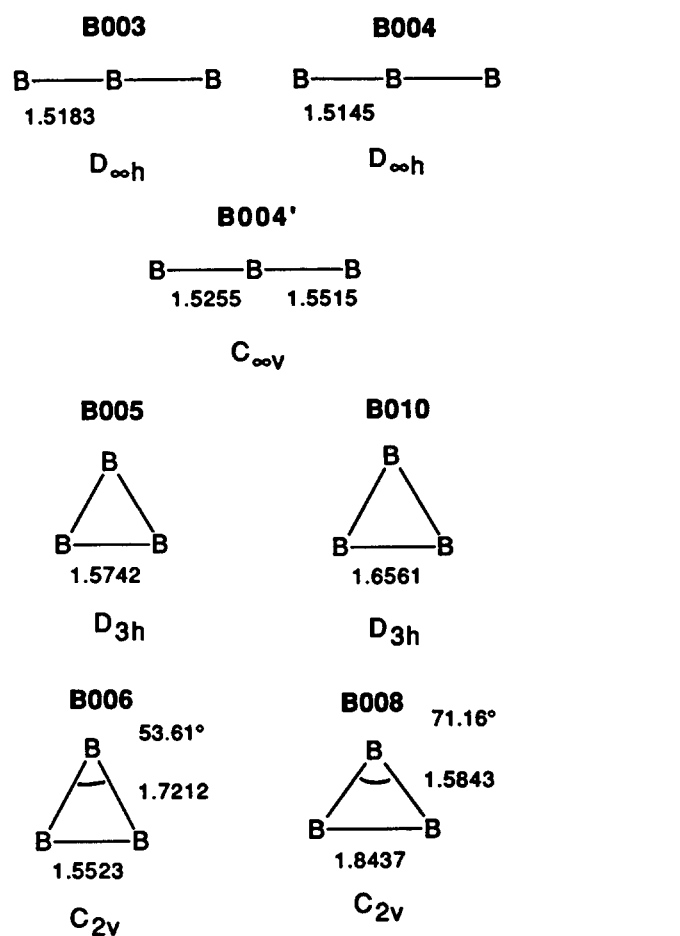 B003 B004
B B B B B B
1.5183 1.5145
D∞h D∞h
B004'
B B B
1.5255 1.5515
C∞v
B005 B010
B B
B B B B
1.5742 1.6561
D3h D3h
B006 B008 71.16°
53.61°
B B
1.7212 1.5843
B B B B
1.5523 1.8437
C2v C2v